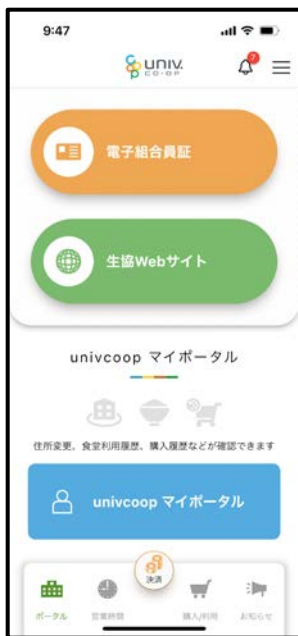 9:47
univ.
CO-OP
7
電子組合員証
生協Webサイト
univcoop マイポータル
住所変更、食堂利用履歴、購入履歴などが確認できます
univcoop マイポータル
決済
ポータル
営業時間
購入/利用
お知らせ